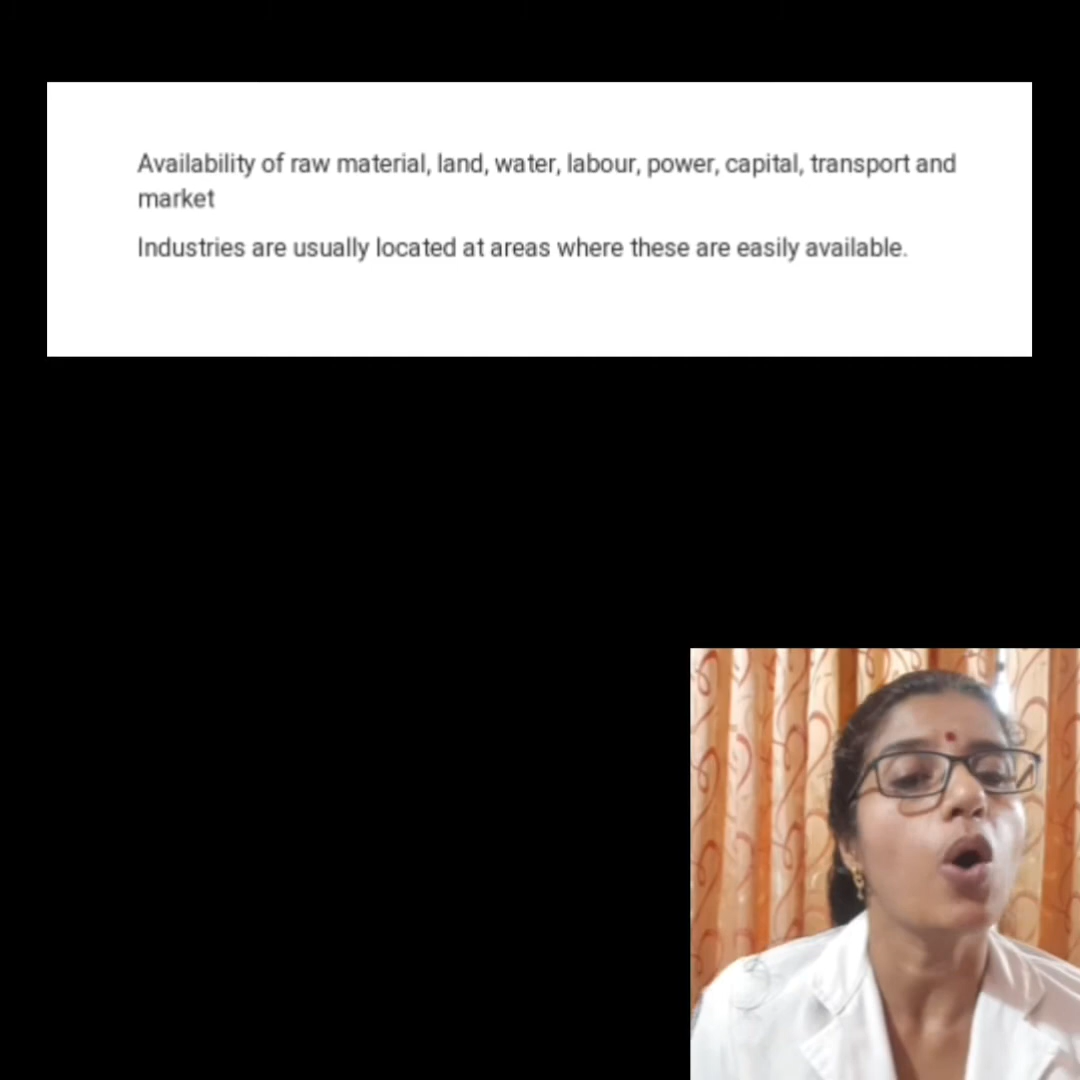 Availability of raw material, land, water, labour, power, capital, transport and
market
Industries are usually located at areas where these are easily available.